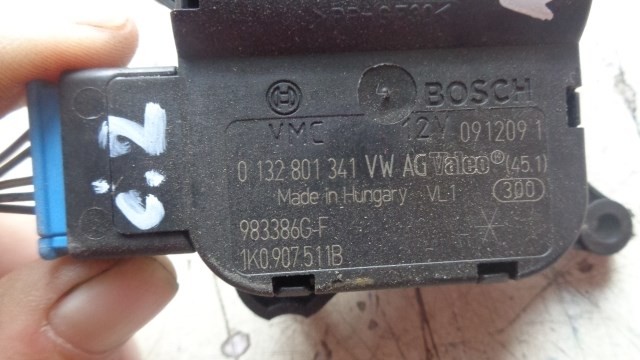 BOSCH
VMC 12V 091209 1
0 132 801 341 VW AG Valeo® (45.1)
Made in Hungary VL1 300
983386G-F
1K0 907 511B